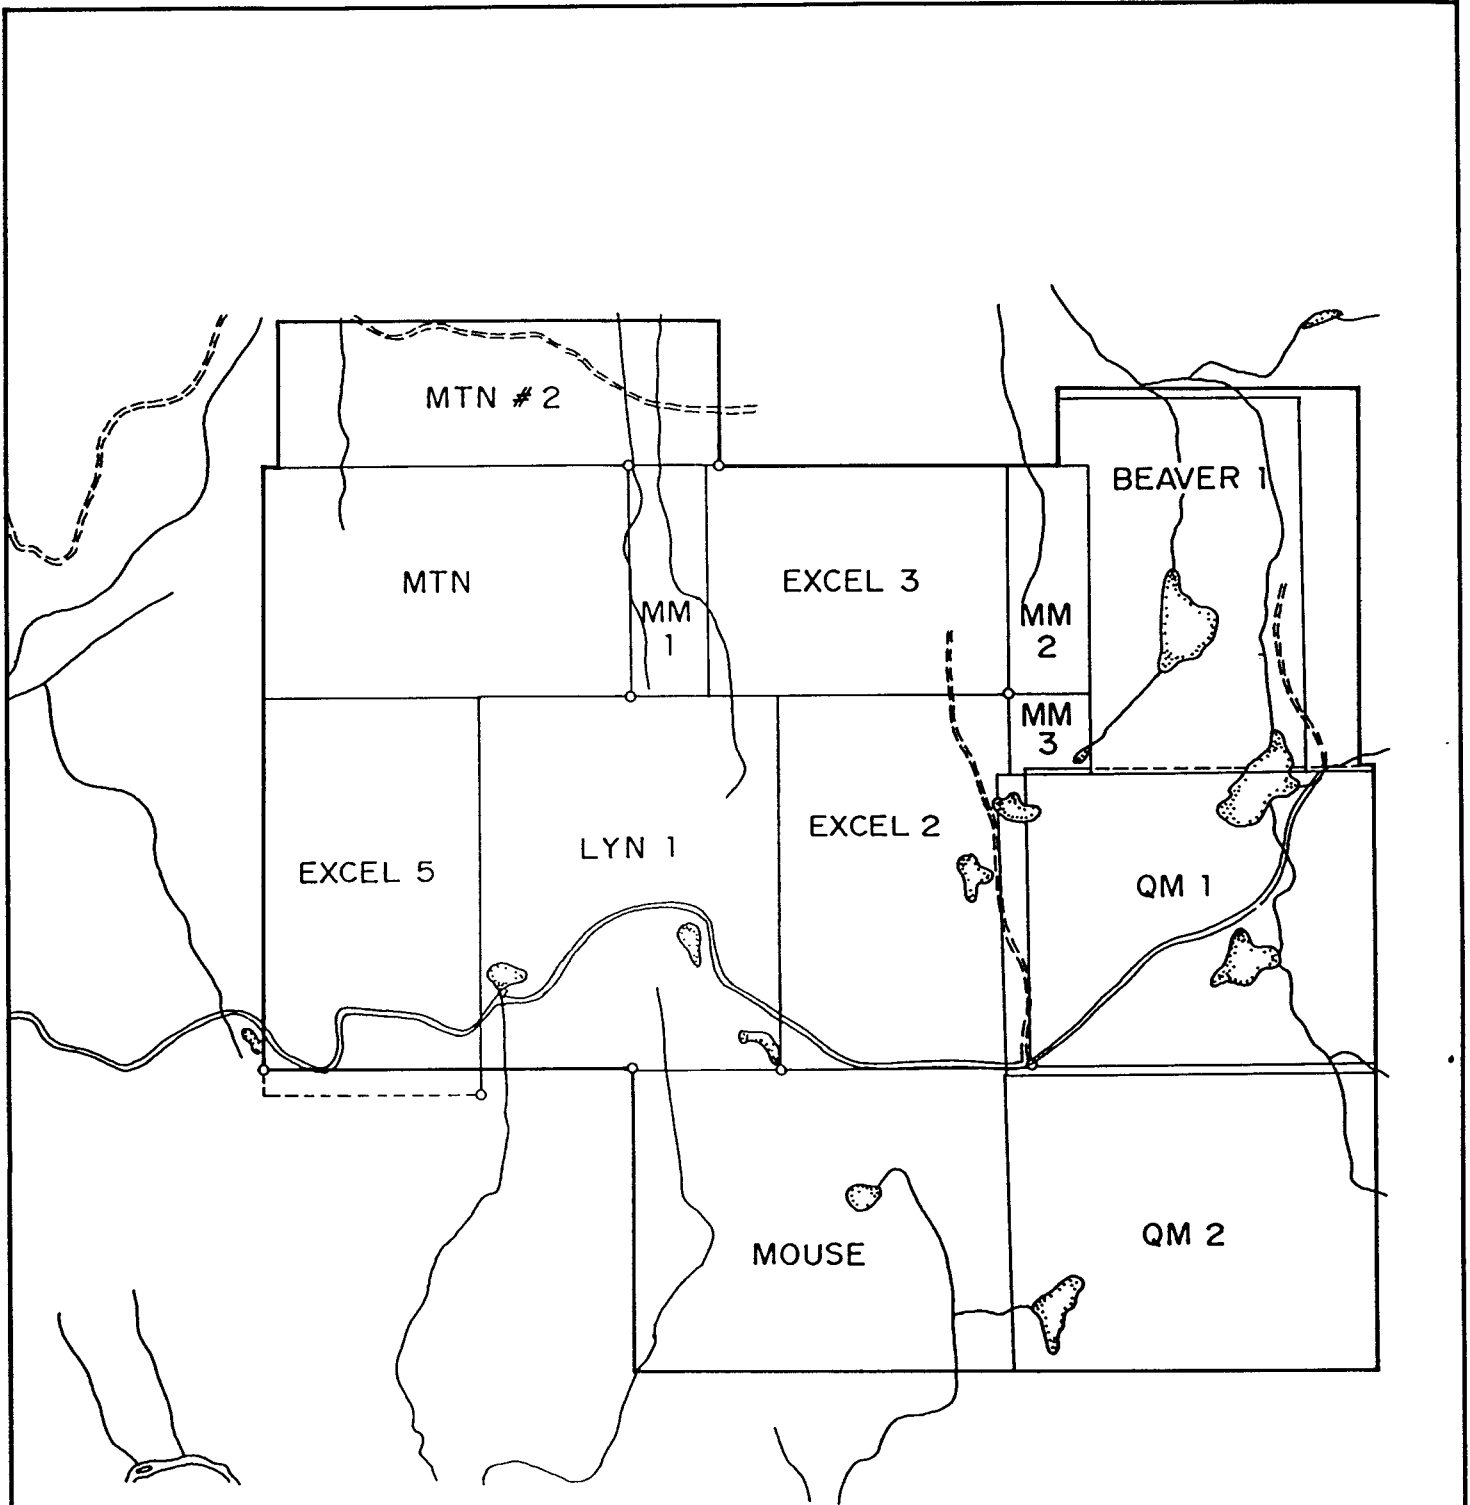 MTN #2
BEAVER 1
MTN
EXCEL 3
MM
1
MM
2
MM
3
EXCEL 2
LYN 1
EXCEL 5
QM 1
QM 2
MOUSE